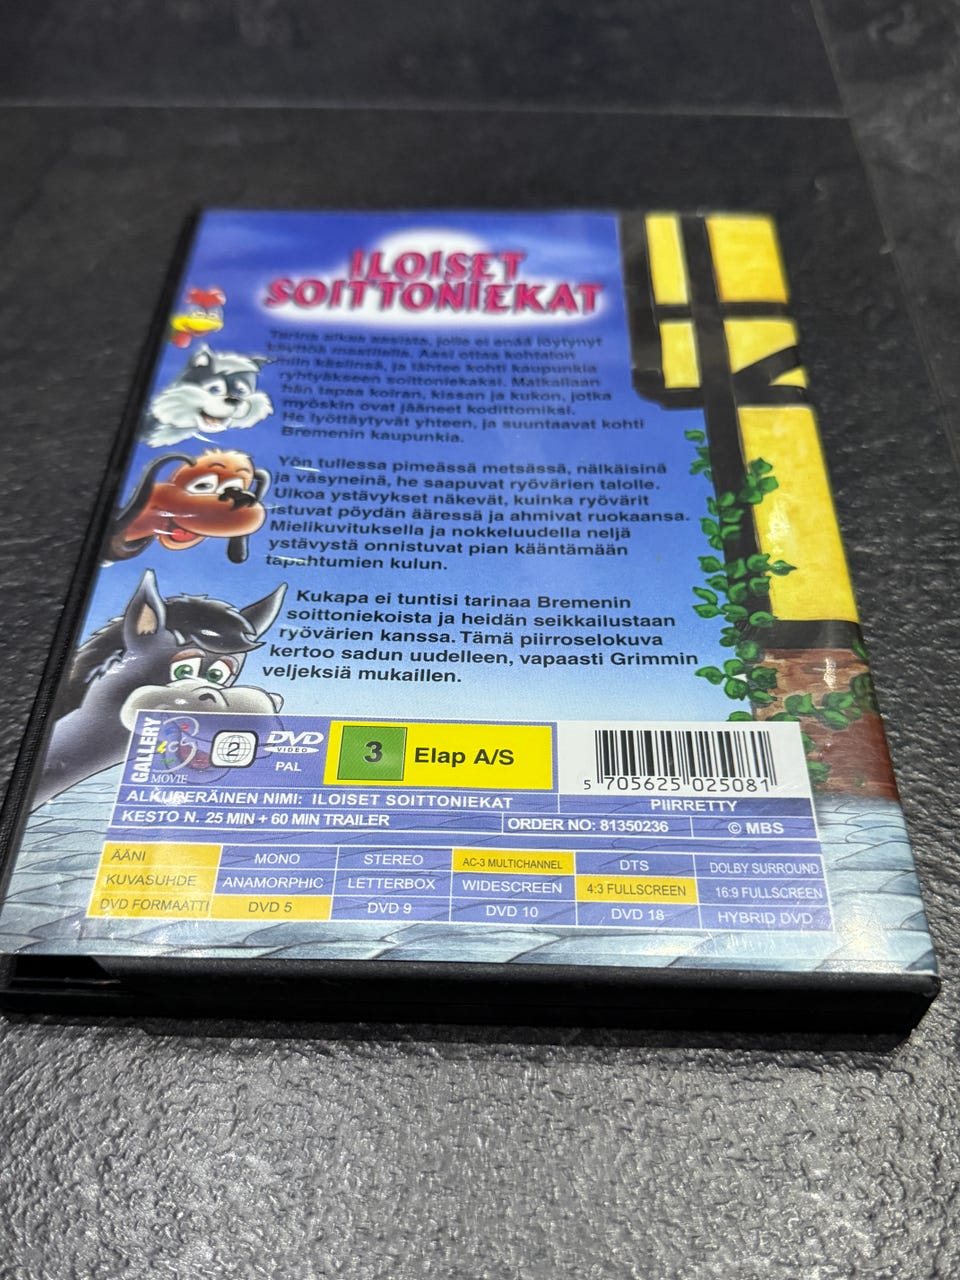 ILOISET
SOITTONIEKAT
Tarina alkaa aasista, jolle ei enää löytynyt
käyttöä maatilalla. Aasi ottaa kohtalon
omiin käsiinsä, ja lähtee kohti kaupunkia
ryhtyäkseen soittoniekaksi. Matkallaan
hän tapaa koiran, kissan ja kukon, jotka
myöskin ovat jääneet kodittomiksi.
He lyöttäytyvät yhteen, ja suuntaavat kohti
Bremenin kaupunkia.
Yön tullessa pimeässä metsässä, nälkäisinä
ja väsyneinä, he saapuvat ryövärien talolle.
Ulkoa ystävykset näkevät, kuinka ryövärit
istuvat pöydän ääressä ja ahmivat ruokaansa.
Mielikuvituksella ja nokkeluudella neljä
ystävystä onnistuvat pian kääntämään
tapahtumien kulun.
Kukapa ei tuntisi tarinaa Bremenin
soittoniekoista ja heidän seikkailustaan
ryövärien kanssa. Tämä piirroselokuva
kertoo sadun uudelleen, vapaasti Grimmin
veljeksiä mukaillen.
GALLERY
MOVIE
2
DVD
VIDEO
PAL
3 Elap A/S
5 705625 025081
ALKUPERÄINEN NIMI: ILOISET SOITTONIEKAT
PIIRRETTY
KESTO N. 25 MIN + 60 MIN TRAILER
ORDER NO: 81350236
© MBS
ÄÄNI MONO STEREO AC-3 MULTICHANNEL DTS DOLBY SURROUND
KUVASUHDE ANAMORPHIC LETTERBOX WIDESCREEN 4:3 FULLSCREEN 16:9 FULLSCREEN
DVD FORMAATTI DVD 5 DVD 9 DVD 10 DVD 18 HYBRID DVD